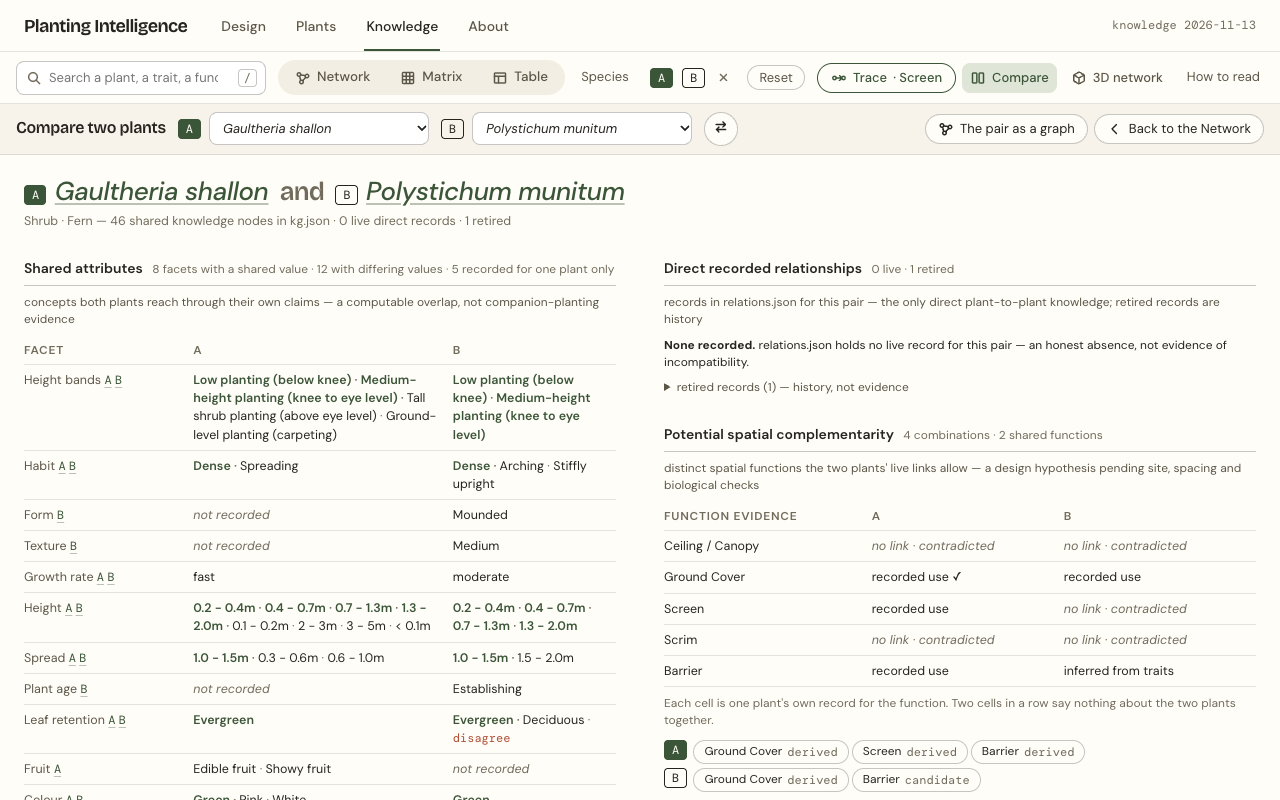 Planting Intelligence
Design
Plants
Knowledge
About
knowledge 2026-11-13
Search a plant, a trait, a func
/
Network
Matrix
Table
Species
A
B
×
Reset
Trace · Screen
Compare
3D network
How to read
Compare two plants
A
Gaultheria shallon
B
Polystichum munitum
The pair as a graph
Back to the Network
A Gaultheria shallon and B Polystichum munitum
Shrub · Fern — 46 shared knowledge nodes in kg.json · 0 live direct records · 1 retired
Shared attributes 8 facets with a shared value · 12 with differing values · 5 recorded for one plant only
concepts both plants reach through their own claims — a computable overlap, not companion-planting
evidence
FACET A B
Height bands A B
Low planting (below knee) · Medium-
height planting (knee to eye level) · Tall
shrub planting (above eye level) · Ground-
level planting (carpeting)
Low planting (below
knee) · Medium-height
planting (knee to eye
level)
Habit A B
Dense · Spreading
Dense · Arching · Stiffly
upright
Form B
not recorded
Mounded
Texture B
not recorded
Medium
Growth rate A B
fast
moderate
Height A B
0.2 – 0.4m · 0.4 – 0.7m · 0.7 – 1.3m · 1.3 –
2.0m · 0.1 – 0.2m · 2 – 3m · 3 – 5m · < 0.1m
0.2 – 0.4m · 0.4 – 0.7m ·
0.7 – 1.3m · 1.3 – 2.0m
Spread A B
1.0 – 1.5m · 0.3 – 0.6m · 0.6 – 1.0m
1.0 – 1.5m · 1.5 – 2.0m
Plant age B
not recorded
Establishing
Leaf retention A B
Evergreen
Evergreen · Deciduous ·
disagree
Fruit A
Edible fruit · Showy fruit
not recorded
Colour A B
Green · Pink · White
Green
Direct recorded relationships 0 live · 1 retired
records in relations.json for this pair — the only direct plant-to-plant knowledge; retired records are
history
None recorded. relations.json holds no live record for this pair — an honest absence, not evidence of
incompatibility.
retired records (1) — history, not evidence
Potential spatial complementarity 4 combinations · 2 shared functions
distinct spatial functions the two plants' live links allow — a design hypothesis pending site, spacing and
biological checks
FUNCTION EVIDENCE A B
Ceiling / Canopy no link · contradicted no link · contradicted
Ground Cover recorded use ✓ recorded use
Screen recorded use no link · contradicted
Scrim no link · contradicted no link · contradicted
Barrier recorded use inferred from traits
Each cell is one plant's own record for the function. Two cells in a row say nothing about the two plants
together.
A Ground Cover derived Screen derived Barrier derived
B Ground Cover derived Barrier candidate